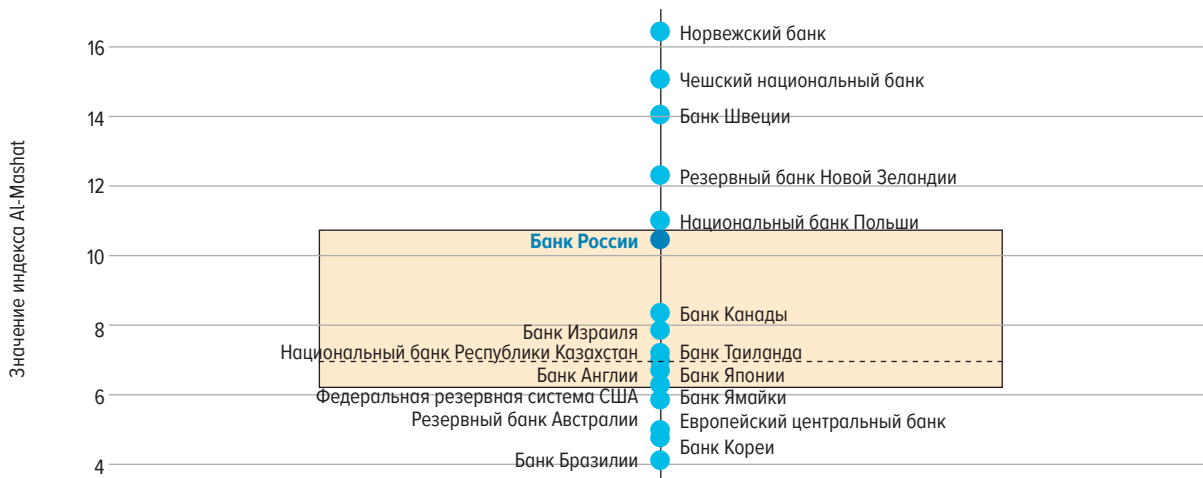 Значение индекса Al-Mashat
16
14
12
10
8
6
4
Норвежский банк
Чешский национальный банк
Банк Швеции
Резервный банк Новой Зеландии
Национальный банк Польши
Банк России
Банк Канады
Банк Израиля
Национальный банк Республики Казахстан
Банк Таиланда
Банк Англии
Банк Японии
Федеральная резервная система США
Банк Ямайки
Резервный банк Австралии
Европейский центральный банк
Банк Кореи
Банк Бразилии